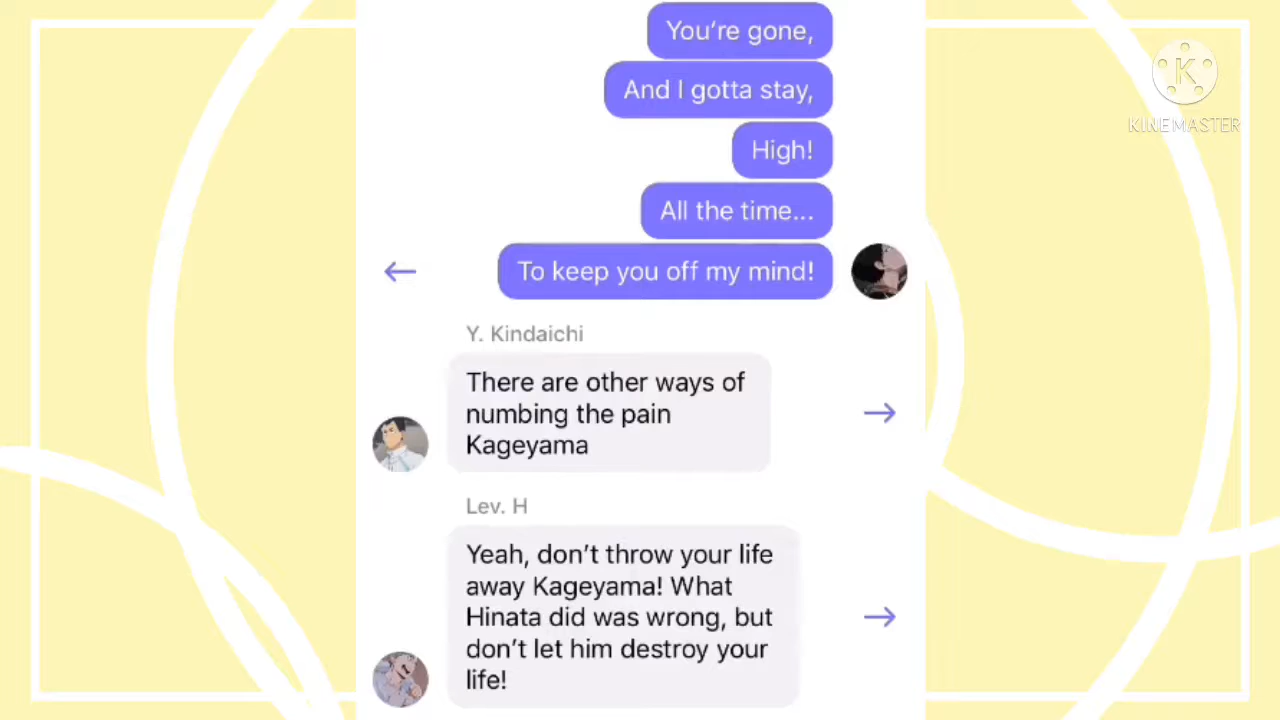 You're gone,
And I gotta stay,
High!
All the time...
To keep you off my mind!
Y. Kindaichi
There are other ways of
numbing the pain
Kageyama
Lev. H
Yeah, don't throw your life
away Kageyama! What
Hinata did was wrong, but
don't let him destroy your
life!
K
KINEMASTER